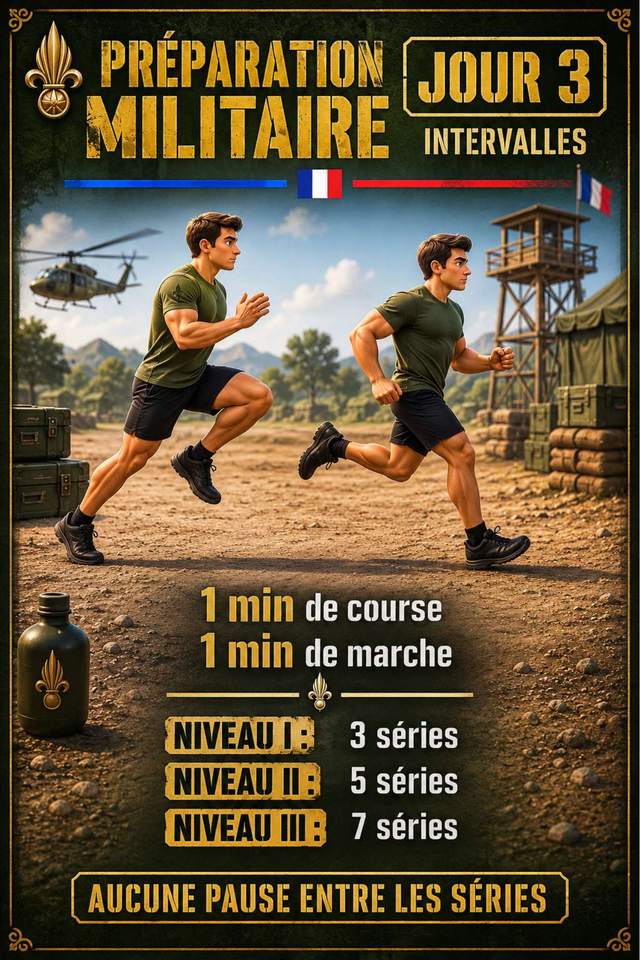 PRÉPARATION
MILITAIRE
JOUR 3
INTERVALLES
1 min de course
1 min de marche
NIVEAU I : 3 séries
NIVEAU II : 5 séries
NIVEAU III : 7 séries
AUCUNE PAUSE ENTRE LES SÉRIES